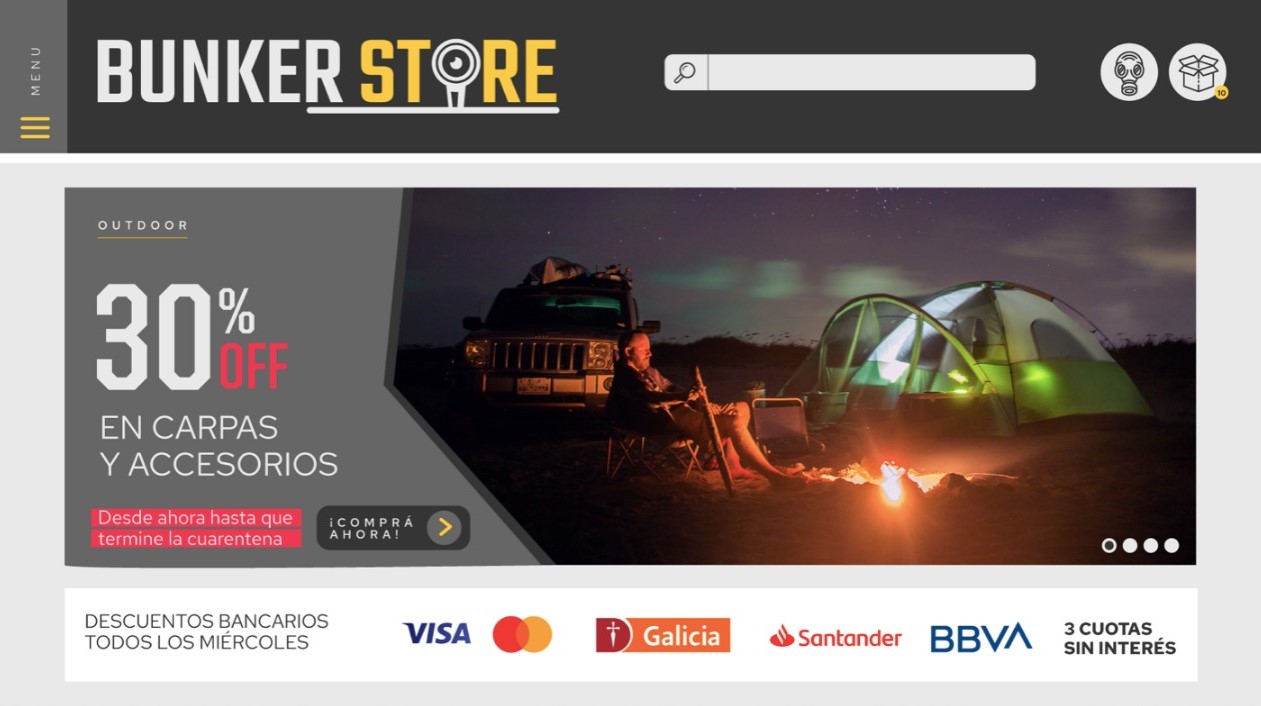 MENU
BUNKER STORE
10
OUTDOOR
30%
OFF
EN CARPAS
Y ACCESORIOS
Desde ahora hasta que
termine la cuarentena
¡COMPRÁ
AHORA!
DESCUENTOS BANCARIOS
TODOS LOS MIÉRCOLES
VISA
Galicia
Santander
BBVA
3 CUOTAS
SIN INTERÉS